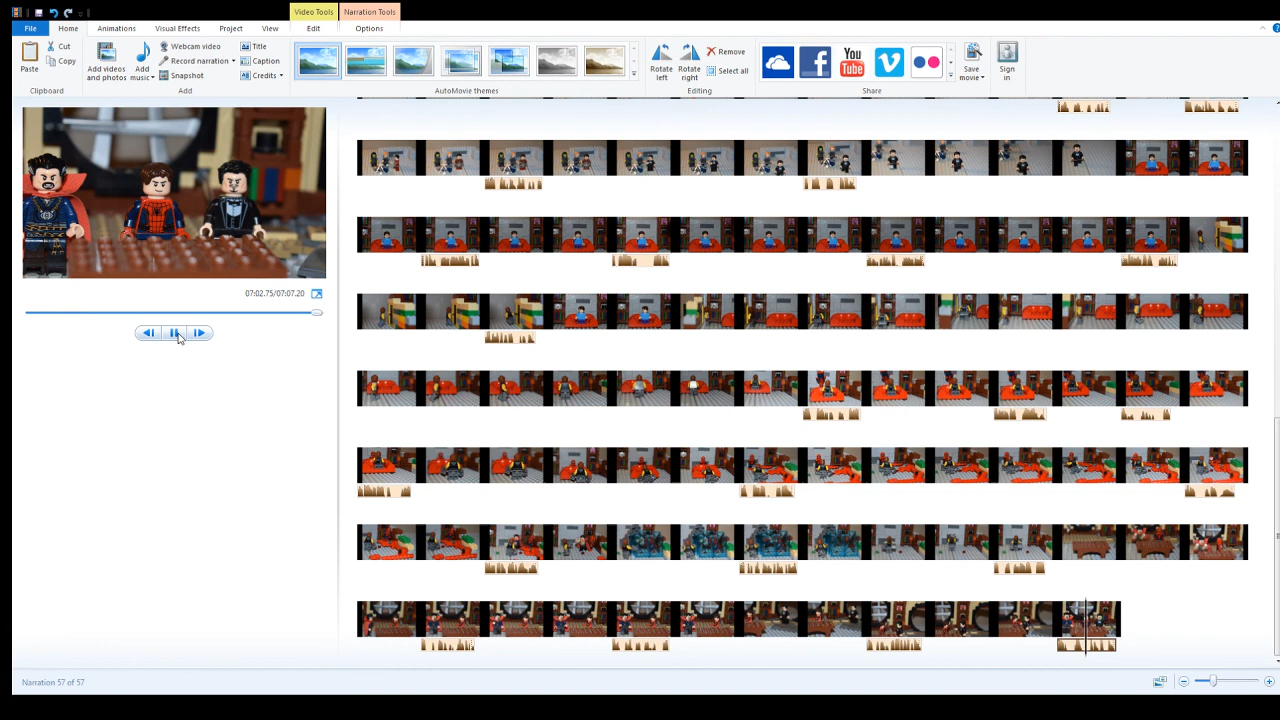 Video Tools
Narration Tools
File
Home
Animations
Visual Effects
Project
View
Edit
Options
Paste
Cut
Copy
Clipboard
Add videos and photos
Add music
Webcam video
Record narration
Snapshot
Title
Caption
Credits
Add
AutoMovie themes
Rotate left
Rotate right
Remove
Select all
Editing
You Tube
Share
Save movie
Sign in
07:02.75/07:07.20
Narration 57 of 57